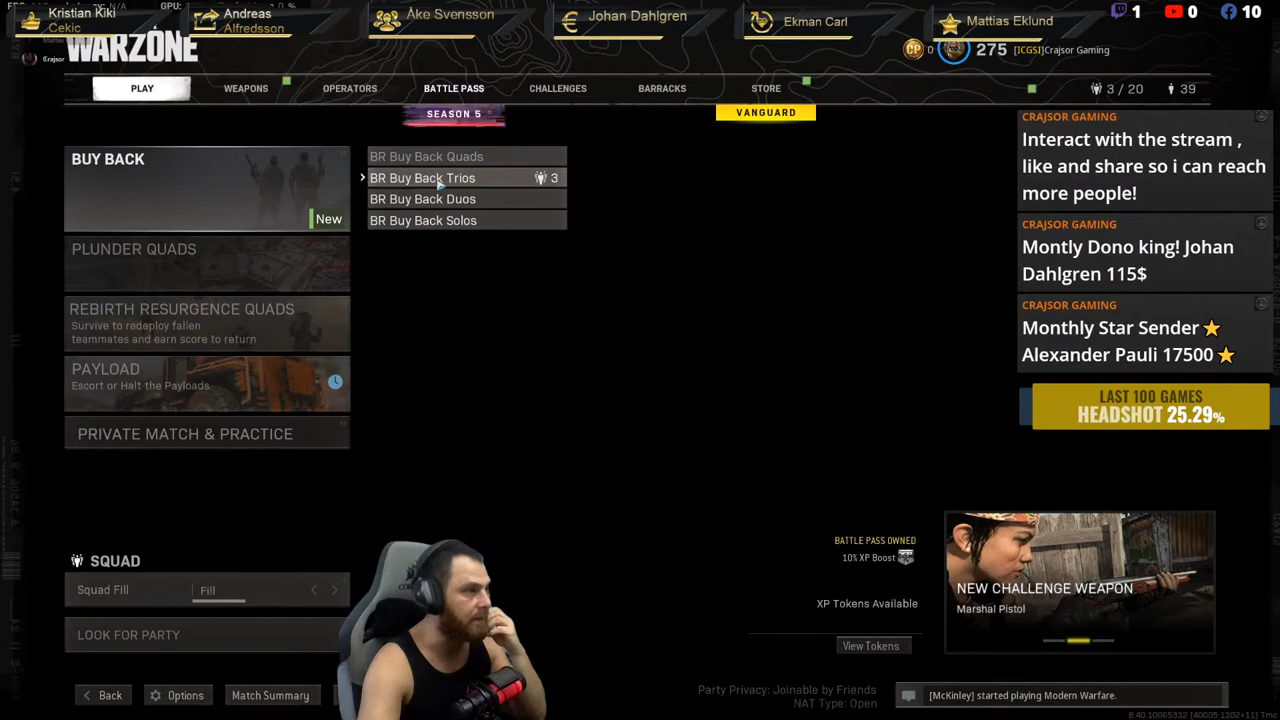 Kristian Kiki
Cekic
Andreas
Alfredsson
Åke Svensson
Johan Dahlgren
Ekman Carl
Mattias Eklund
1
0
10
WARZONE
0
275
[ICGSI]Crajsor Gaming
PLAY
WEAPONS
OPERATORS
BATTLE PASS
CHALLENGES
BARRACKS
STORE
3 / 20
39
SEASON 5
VANGUARD
BUY BACK
New
BR Buy Back Quads
BR Buy Back Trios
3
BR Buy Back Duos
BR Buy Back Solos
PLUNDER QUADS
REBIRTH RESURGENCE QUADS
Survive to redeploy fallen
teammates and earn score to return
PAYLOAD
Escort or Halt the Payloads
PRIVATE MATCH & PRACTICE
CRAJSOR GAMING
Interact with the stream ,
like and share so i can reach
more people!
CRAJSOR GAMING
Montly Dono king! Johan
Dahlgren 115$
CRAJSOR GAMING
Monthly Star Sender
Alexander Pauli 17500
LAST 100 GAMES
HEADSHOT 25.29%
SQUAD
Squad Fill
Fill
LOOK FOR PARTY
BATTLE PASS OWNED
10% XP Boost
XP Tokens Available
View Tokens
NEW CHALLENGE WEAPON
Marshal Pistol
Back
Options
Match Summary
Party Privacy: Joinable by Friends
NAT Type: Open
[McKinley] started playing Modern Warfare.